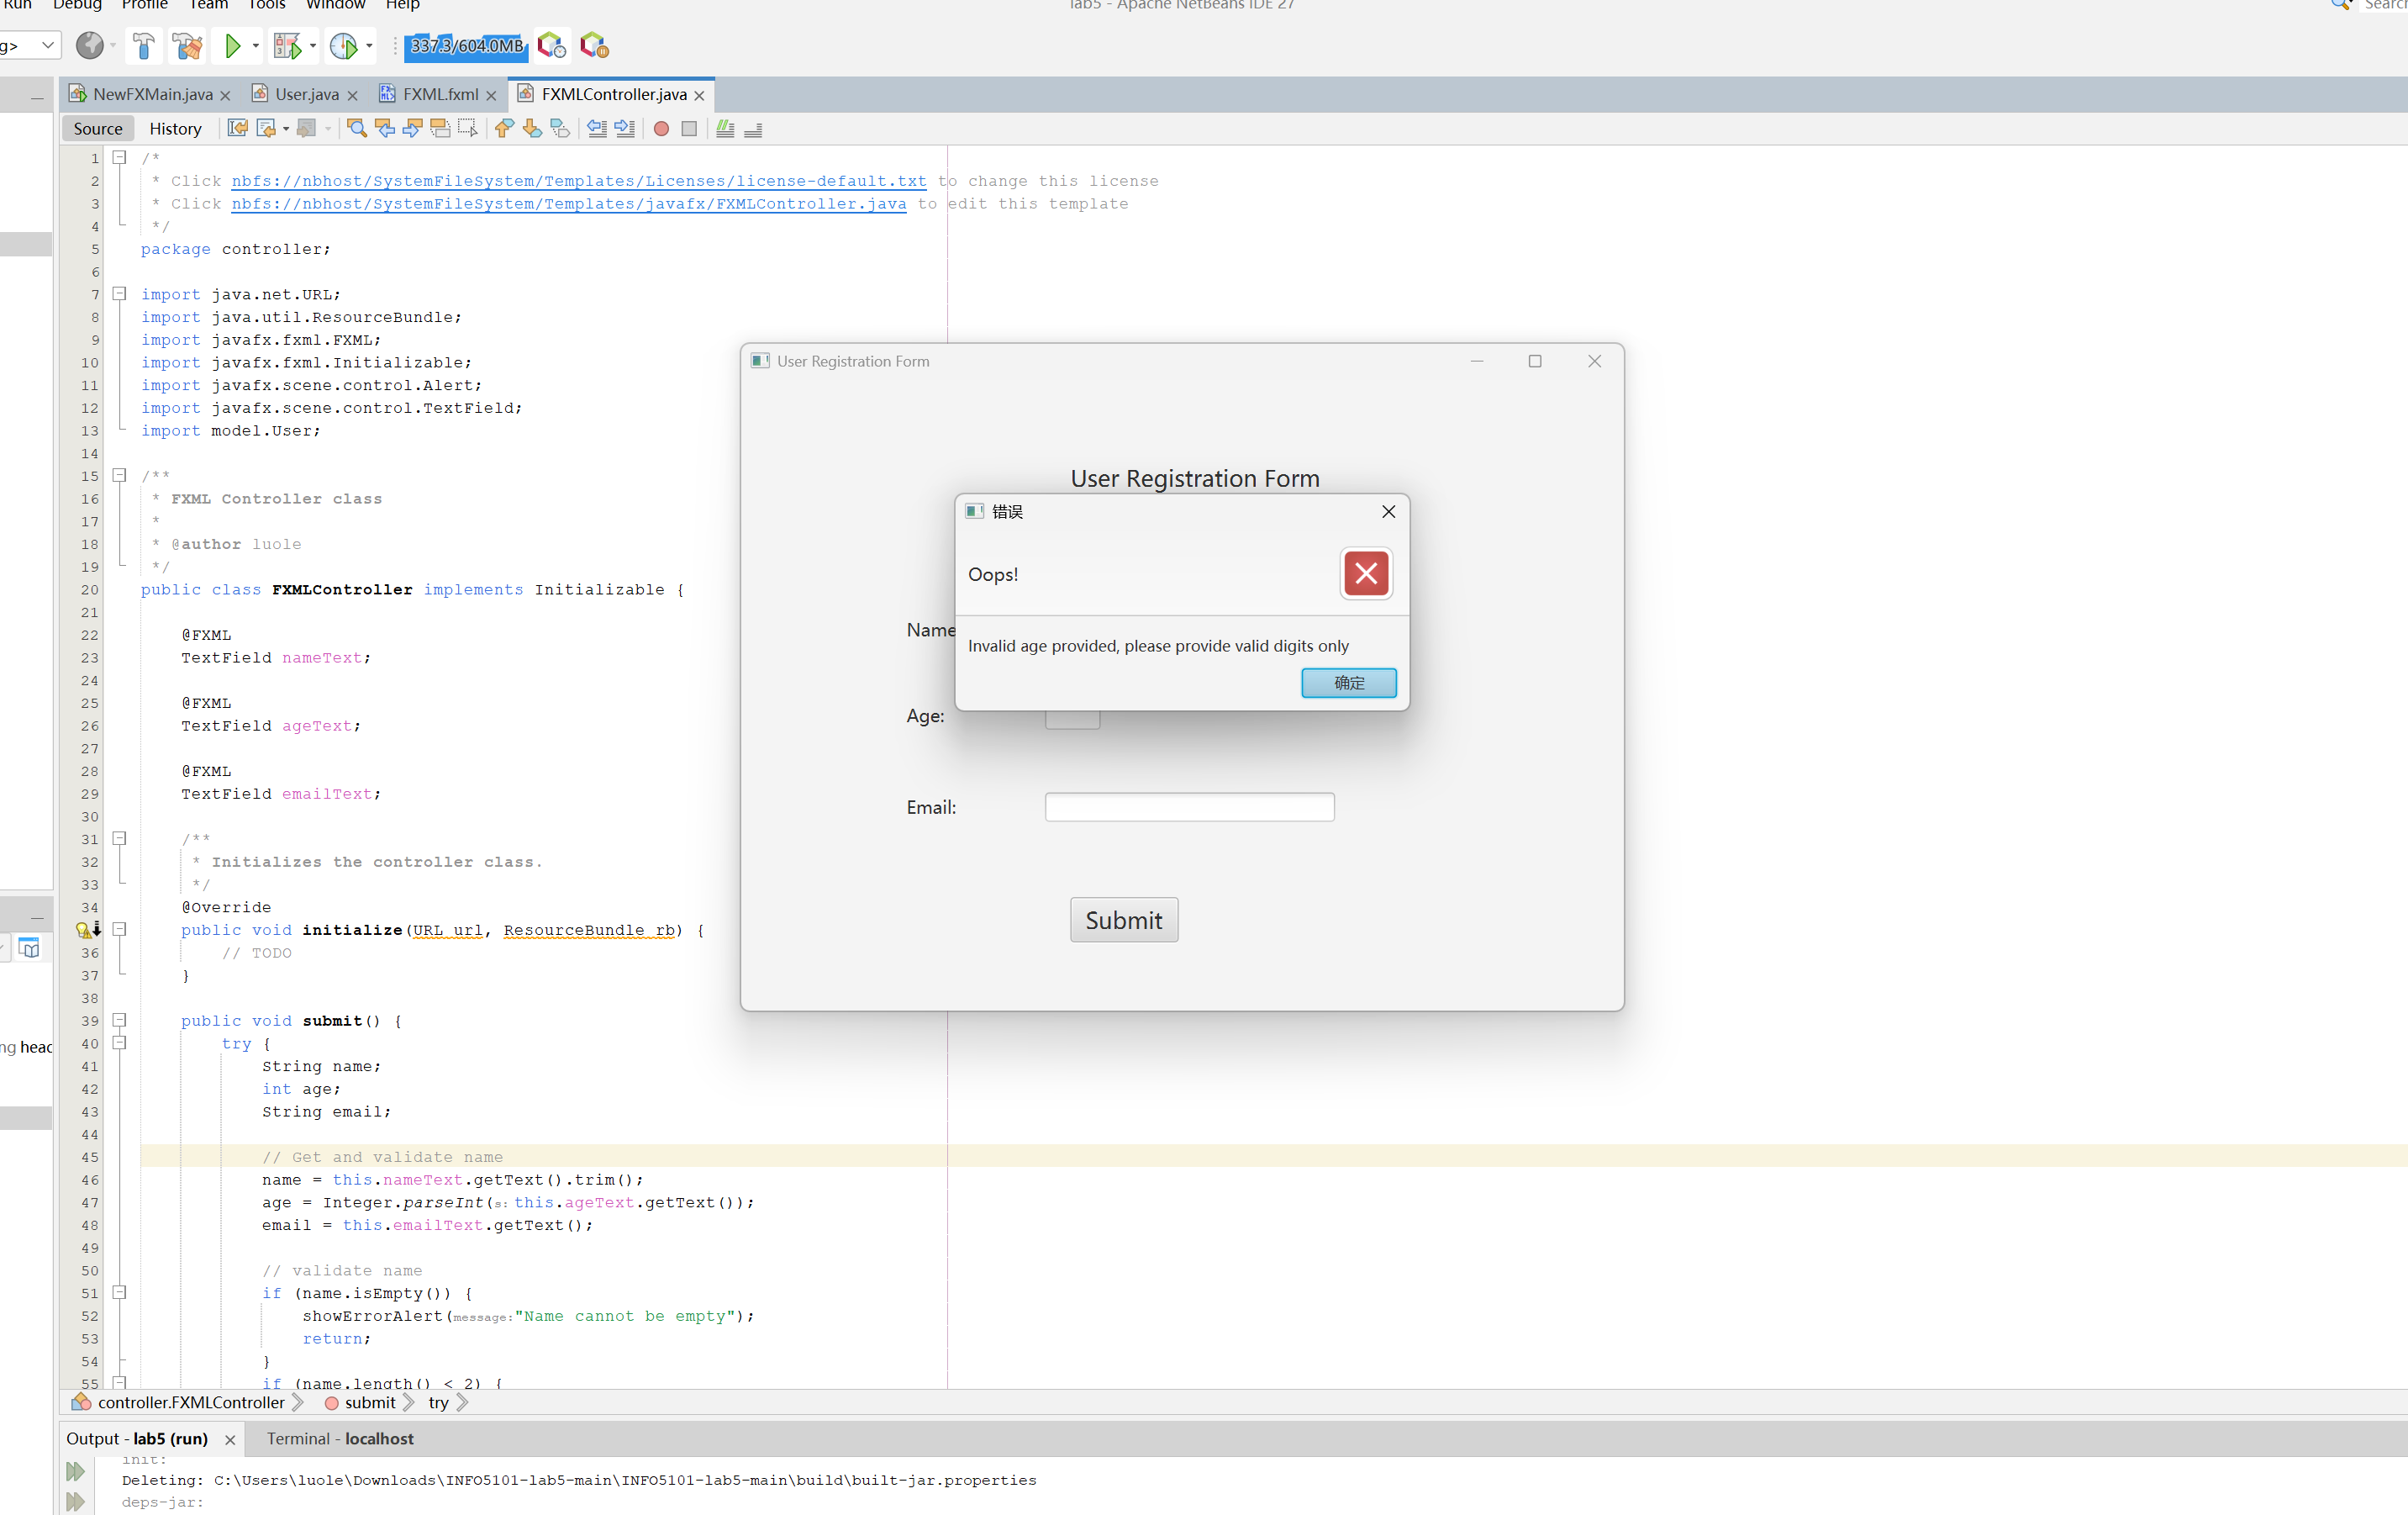 Run Debug Profile Team Tools Window Help
lab5 - Apache NetBeans IDE 27
g>
337.3/604.0MB
NewFXMain.java
User.java
FXML.fxml
FXMLController.java
Source History
1 /*
2 * Click nbfs://nbhost/SystemFileSystem/Templates/Licenses/license-default.txt to change this license
3 * Click nbfs://nbhost/SystemFileSystem/Templates/javafx/FXMLController.java to edit this template
4 */
5 package controller;
6
7 import java.net.URL;
8 import java.util.ResourceBundle;
9 import javafx.fxml.FXML;
10 import javafx.fxml.Initializable;
11 import javafx.scene.control.Alert;
12 import javafx.scene.control.TextField;
13 import model.User;
14
15 /**
16 * FXML Controller class
17 *
18 * @author luole
19 */
20 public class FXMLController implements Initializable {
21
22 @FXML
23 TextField nameText;
24
25 @FXML
26 TextField ageText;
27
28 @FXML
29 TextField emailText;
30
31 /**
32 * Initializes the controller class.
33 */
34 @Override
public void initialize(URL url, ResourceBundle rb) {
36 // TODO
37 }
38
39 public void submit() {
40 try {
41 String name;
42 int age;
43 String email;
44
45 // Get and validate name
46 name = this.nameText.getText().trim();
47 age = Integer.parseInt(s: this.ageText.getText());
48 email = this.emailText.getText();
49
50 // validate name
51 if (name.isEmpty()) {
52 showErrorAlert(message:"Name cannot be empty");
53 return;
54 }
55 if (name.length() < 2) {
User Registration Form
User Registration Form
错误
Oops!
Invalid age provided, please provide valid digits only
确定
Name
Age:
Email:
Submit
controller.FXMLController submit try
Output - lab5 (run)
Terminal - localhost
init:
Deleting: C:\Users\luole\Downloads\INFO5101-lab5-main\INFO5101-lab5-main\build\built-jar.properties
deps-jar: